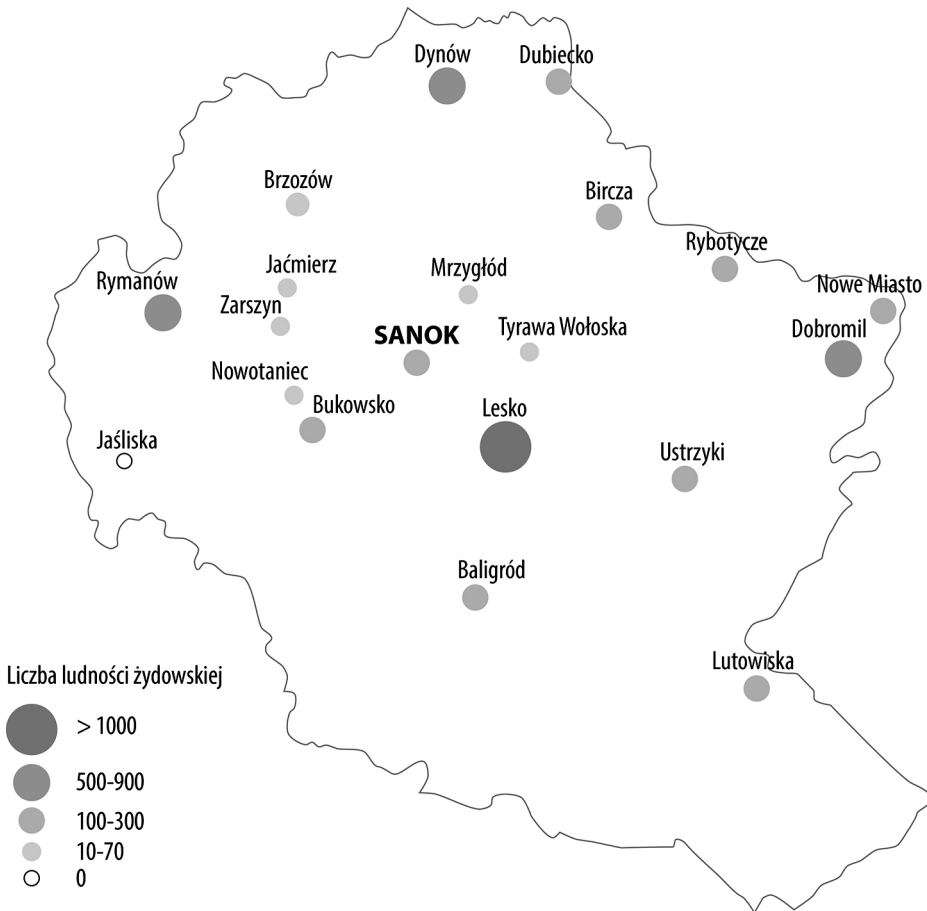 Dynów
Dubiecko
Brzozów
Bircza
Rybotycze
Jaćmierz
Mrzygłód
Rymanów
Nowe Miasto
Zarszyn
SANOK
Tyrawa Wołoska
Dobromil
Nowotaniec
Bukowsko
Lesko
Jaśliska
Ustrzyki
Baligród
Lutowiska
Liczba ludności żydowskiej
> 1000
500-900
100-300
10-70
0